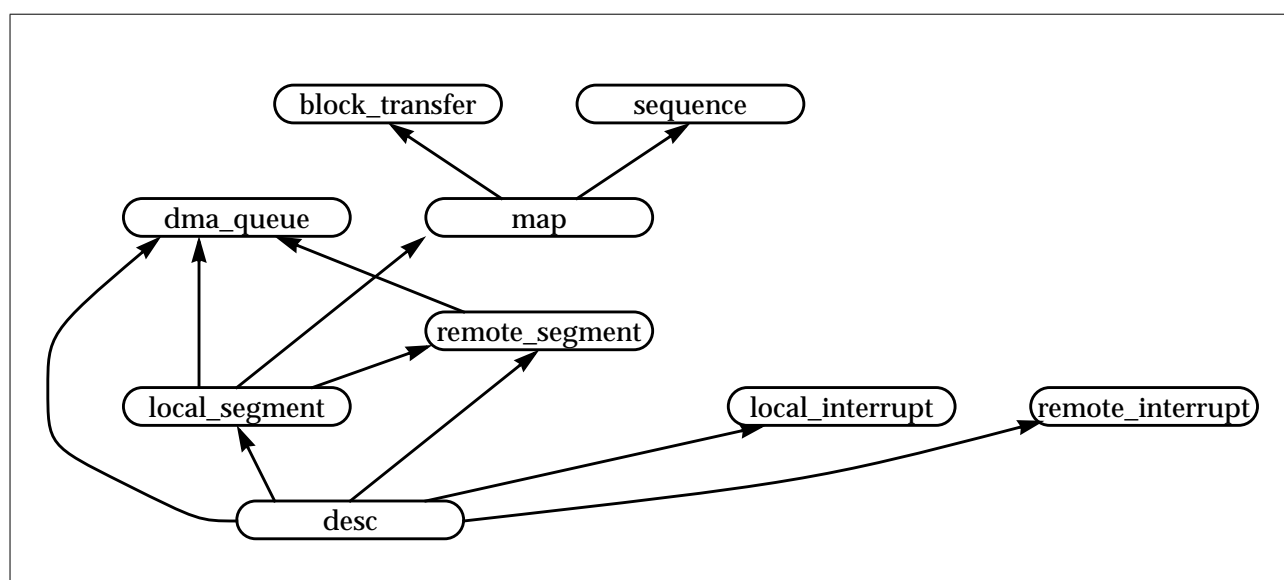 block_transfer
sequence
dma_queue
map
remote_segment
local_segment
local_interrupt
remote_interrupt
desc